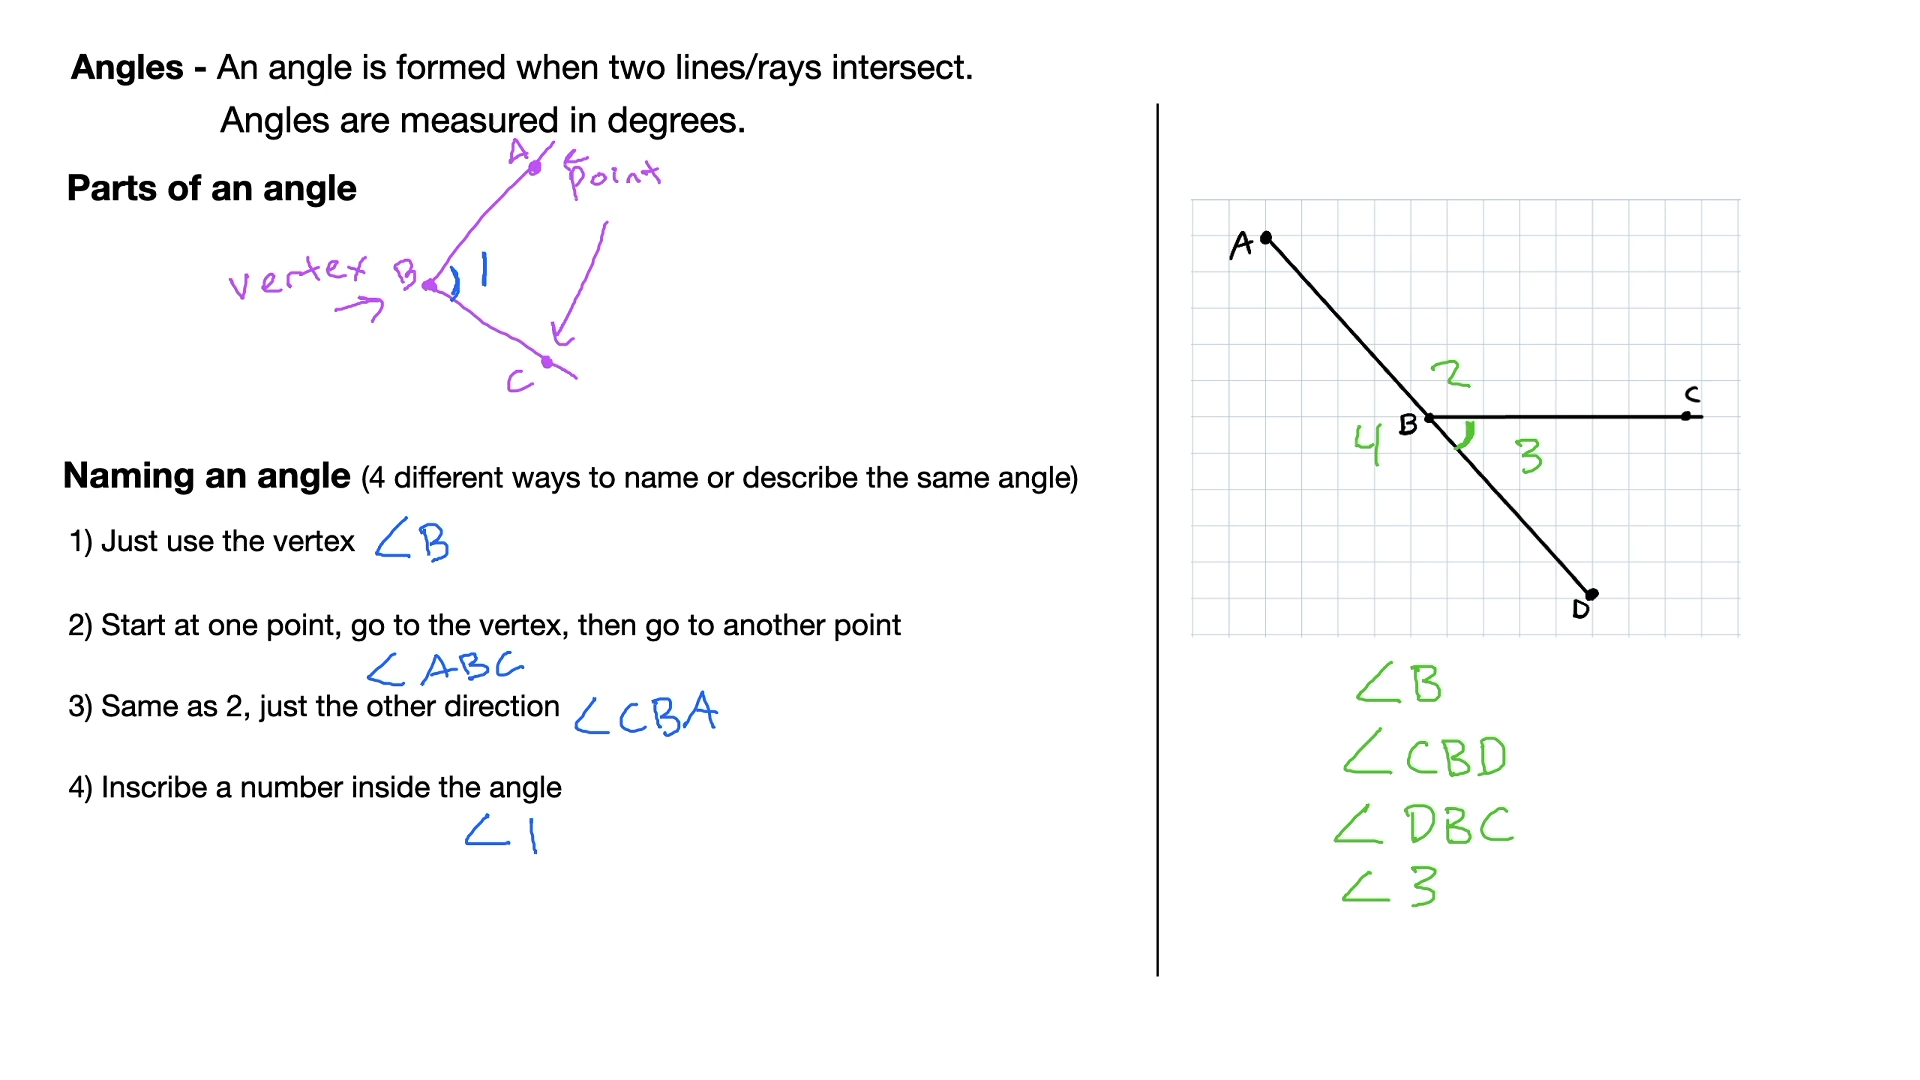 Angles - An angle is formed when two lines/rays intersect.
Angles are measured in degrees.
Parts of an angle
A
point
vertex B 1
C
Naming an angle (4 different ways to name or describe the same angle)
1) Just use the vertex ∠B
2) Start at one point, go to the vertex, then go to another point
∠ABC
3) Same as 2, just the other direction ∠CBA
4) Inscribe a number inside the angle
∠1
A
2
C
B
4 3
D
∠B
∠CBD
∠DBC
∠3